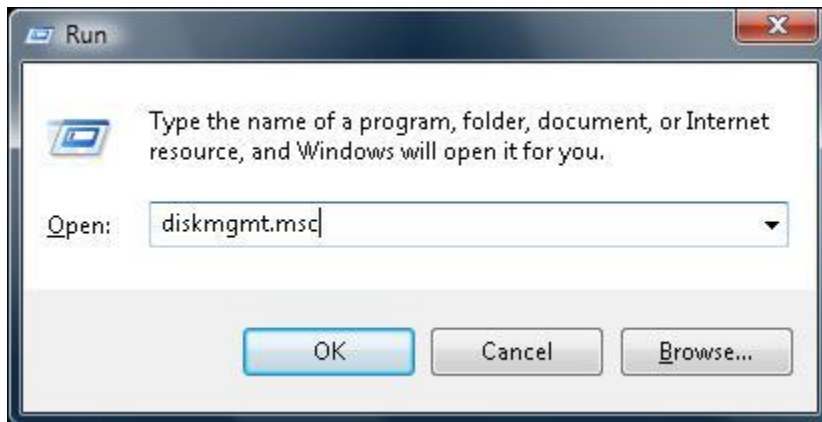 Run
Type the name of a program, folder, document, or Internet
resource, and Windows will open it for you.
Open: diskmgmt.msc
OK Cancel Browse...